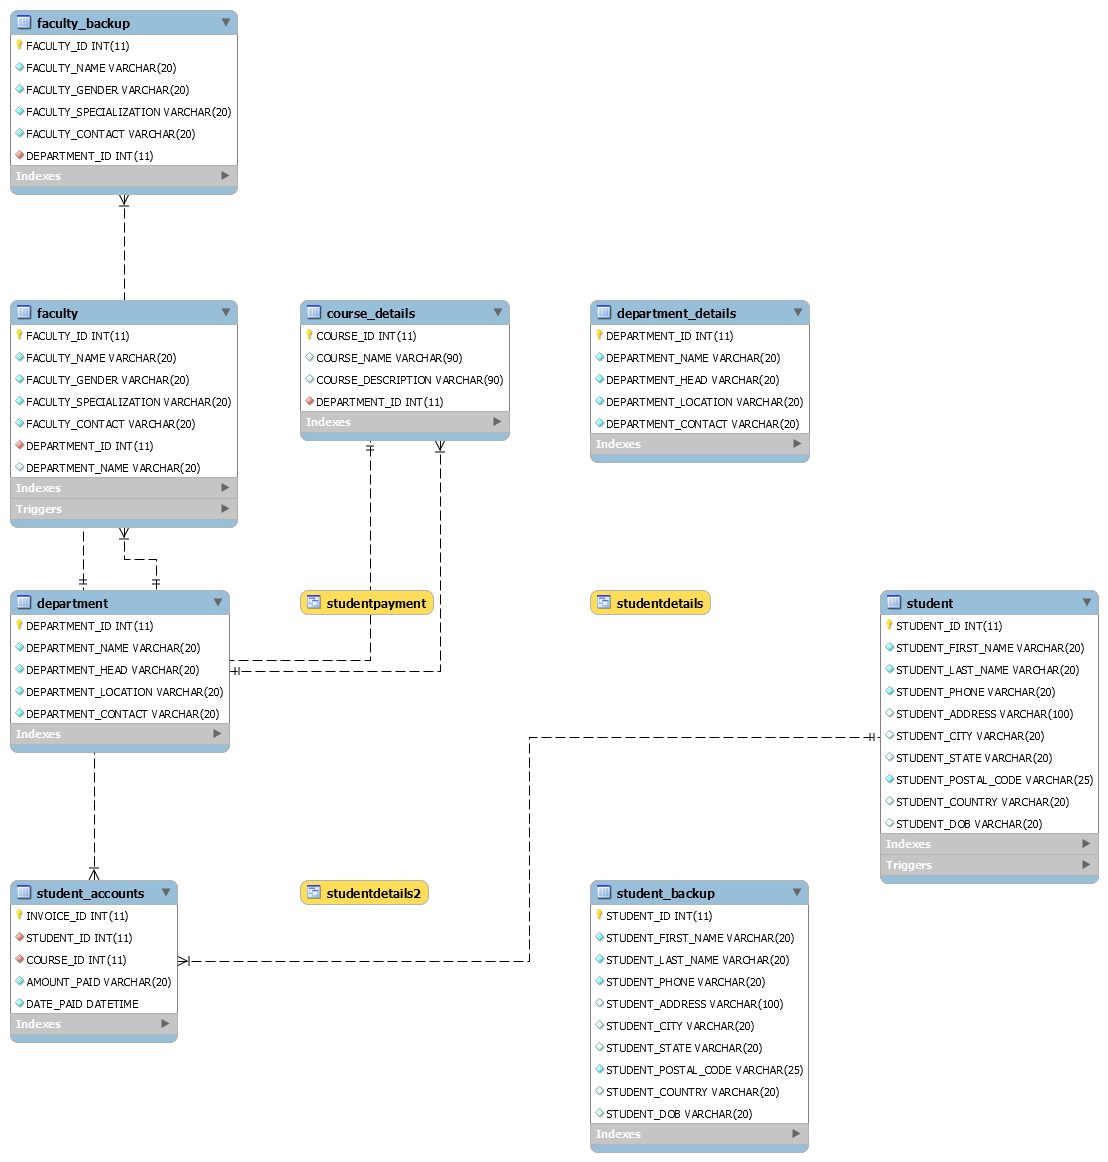 faculty_backup
FACULTY_ID INT(11)
FACULTY_NAME VARCHAR(20)
FACULTY_GENDER VARCHAR(20)
FACULTY_SPECIALIZATION VARCHAR(20)
FACULTY_CONTACT VARCHAR(20)
DEPARTMENT_ID INT(11)
Indexes
faculty
FACULTY_ID INT(11)
FACULTY_NAME VARCHAR(20)
FACULTY_GENDER VARCHAR(20)
FACULTY_SPECIALIZATION VARCHAR(20)
FACULTY_CONTACT VARCHAR(20)
DEPARTMENT_ID INT(11)
DEPARTMENT_NAME VARCHAR(20)
Indexes
Triggers
course_details
COURSE_ID INT(11)
COURSE_NAME VARCHAR(90)
COURSE_DESCRIPTION VARCHAR(90)
DEPARTMENT_ID INT(11)
Indexes
department_details
DEPARTMENT_ID INT(11)
DEPARTMENT_NAME VARCHAR(20)
DEPARTMENT_HEAD VARCHAR(20)
DEPARTMENT_LOCATION VARCHAR(20)
DEPARTMENT_CONTACT VARCHAR(20)
Indexes
department
DEPARTMENT_ID INT(11)
DEPARTMENT_NAME VARCHAR(20)
DEPARTMENT_HEAD VARCHAR(20)
DEPARTMENT_LOCATION VARCHAR(20)
DEPARTMENT_CONTACT VARCHAR(20)
Indexes
studentpayment
studentdetails
student
STUDENT_ID INT(11)
STUDENT_FIRST_NAME VARCHAR(20)
STUDENT_LAST_NAME VARCHAR(20)
STUDENT_PHONE VARCHAR(20)
STUDENT_ADDRESS VARCHAR(100)
STUDENT_CITY VARCHAR(20)
STUDENT_STATE VARCHAR(20)
STUDENT_POSTAL_CODE VARCHAR(25)
STUDENT_COUNTRY VARCHAR(20)
STUDENT_DOB VARCHAR(20)
Indexes
Triggers
student_accounts
INVOICE_ID INT(11)
STUDENT_ID INT(11)
COURSE_ID INT(11)
AMOUNT_PAID VARCHAR(20)
DATE_PAID DATETIME
Indexes
studentdetails2
student_backup
STUDENT_ID INT(11)
STUDENT_FIRST_NAME VARCHAR(20)
STUDENT_LAST_NAME VARCHAR(20)
STUDENT_PHONE VARCHAR(20)
STUDENT_ADDRESS VARCHAR(100)
STUDENT_CITY VARCHAR(20)
STUDENT_STATE VARCHAR(20)
STUDENT_POSTAL_CODE VARCHAR(25)
STUDENT_COUNTRY VARCHAR(20)
STUDENT_DOB VARCHAR(20)
Indexes